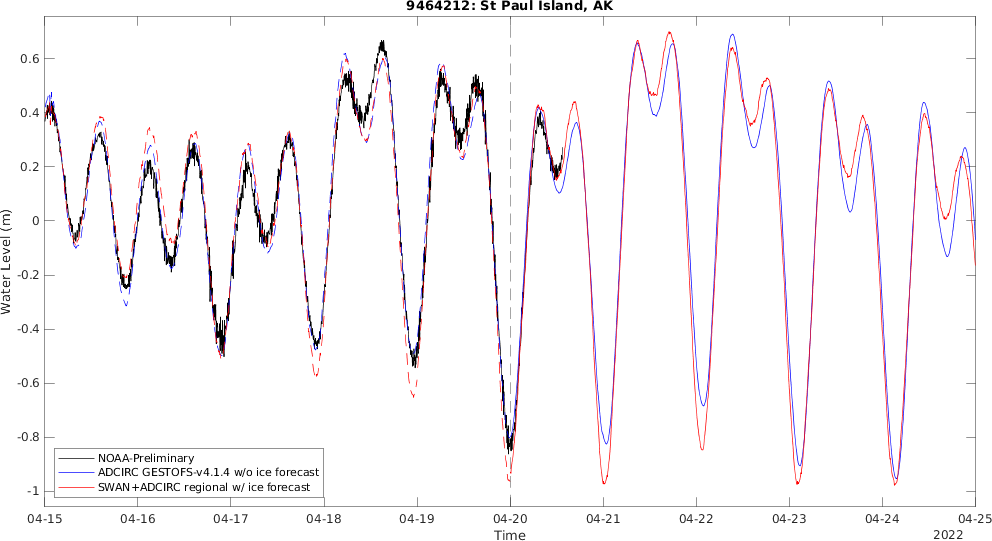 9464212: St Paul Island, AK
Water Level (m)
0.6
0.4
0.2
0
-0.2
-0.4
-0.6
-0.8
-1
NOAA-Preliminary
ADCIRC GESTOFS-v4.1.4 w/o ice forecast
SWAN+ADCIRC regional w/ ice forecast
04-15 04-16 04-17 04-18 04-19 04-20 04-21 04-22 04-23 04-24 04-25
Time
2022